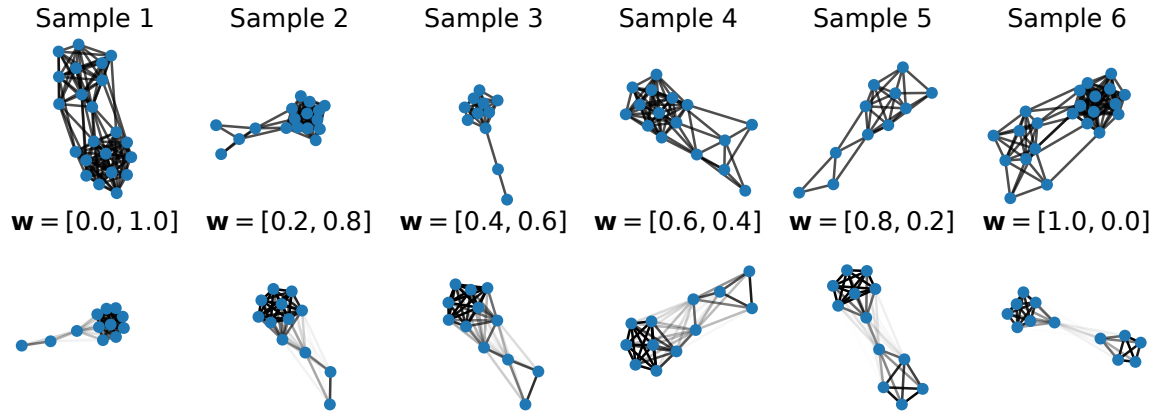 Sample 1 Sample 2 Sample 3 Sample 4 Sample 5 Sample 6
w = [0.0, 1.0] w = [0.2, 0.8] w = [0.4, 0.6] w = [0.6, 0.4] w = [0.8, 0.2] w = [1.0, 0.0]